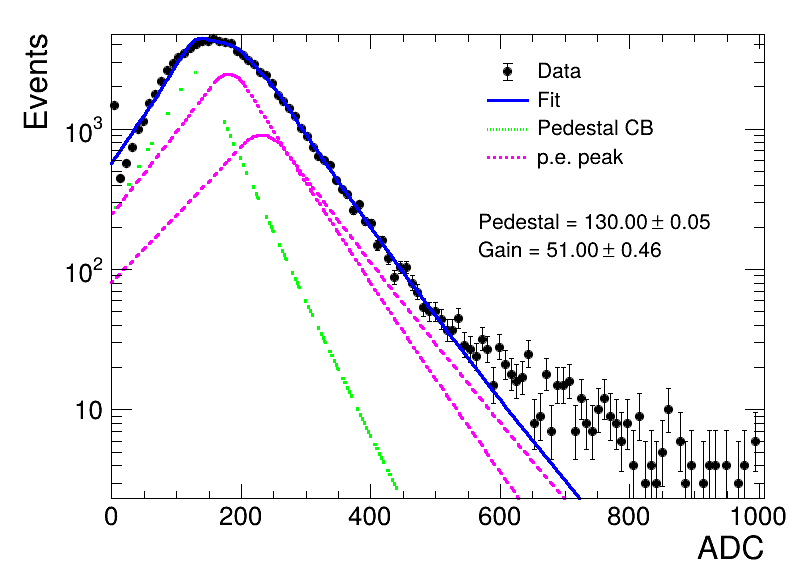 Events
10³
10²
10
Data
Fit
Pedestal CB
p.e. peak
Pedestal = 130.00 ± 0.05
Gain = 51.00 ± 0.46
0 200 400 600 800 1000
ADC